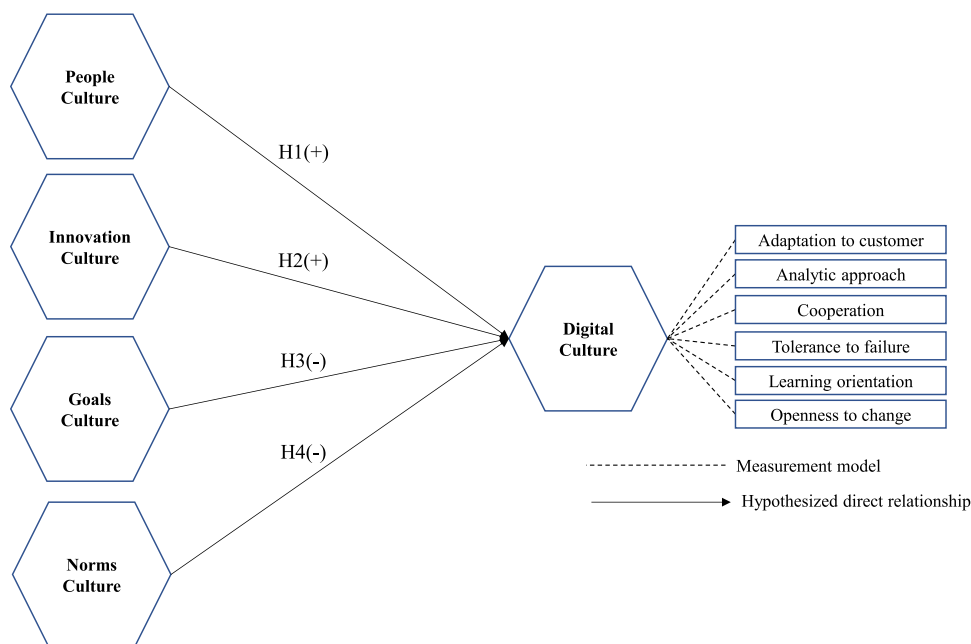 People
Culture
H1(+)
Innovation
Culture
H2(+)
Goals
Culture
H3(-)
H4(-)
Norms
Culture
Digital
Culture
Adaptation to customer
Analytic approach
Cooperation
Tolerance to failure
Learning orientation
Openness to change
Measurement model
Hypothesized direct relationship